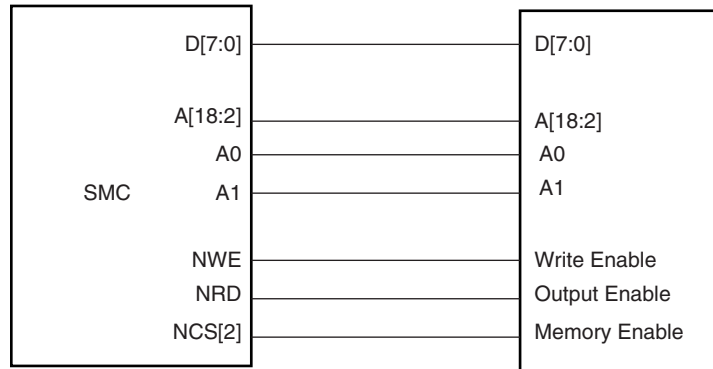 D[7:0] D[7:0]
A[18:2] A[18:2]
A0 A0
SMC A1 A1
NWE Write Enable
NRD Output Enable
NCS[2] Memory Enable